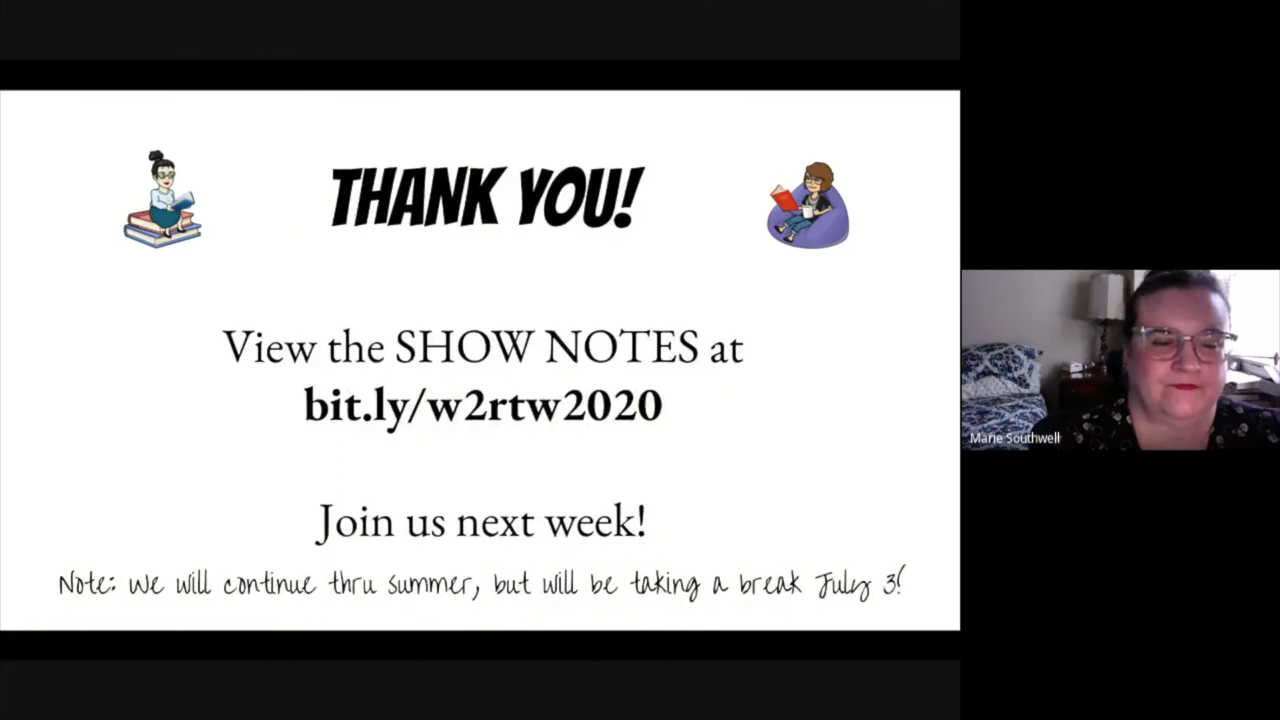 THANK YOU!
View the SHOW NOTES at
bit.ly/w2rtw2020
Join us next week!
Note: we will continue thru summer, but will be taking a break July 3!
Marie Southwell